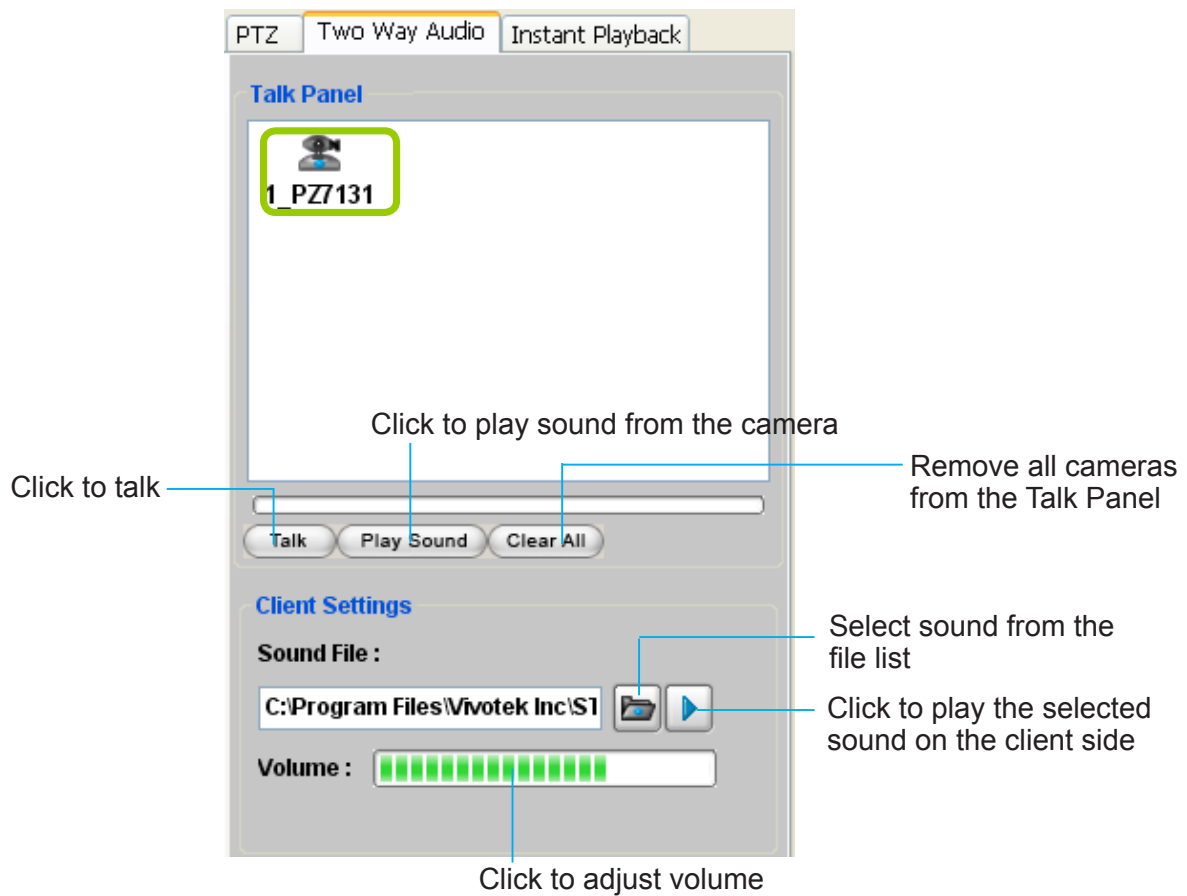 PTZ
Two Way Audio
Instant Playback
Talk Panel
1_PZ7131
Click to play sound from the camera
Click to talk
Remove all cameras
from the Talk Panel
Talk
Play Sound
Clear All
Client Settings
Sound File :
Select sound from the
file list
C:\Program Files\Vivotek Inc\ST
Click to play the selected
sound on the client side
Volume :
Click to adjust volume